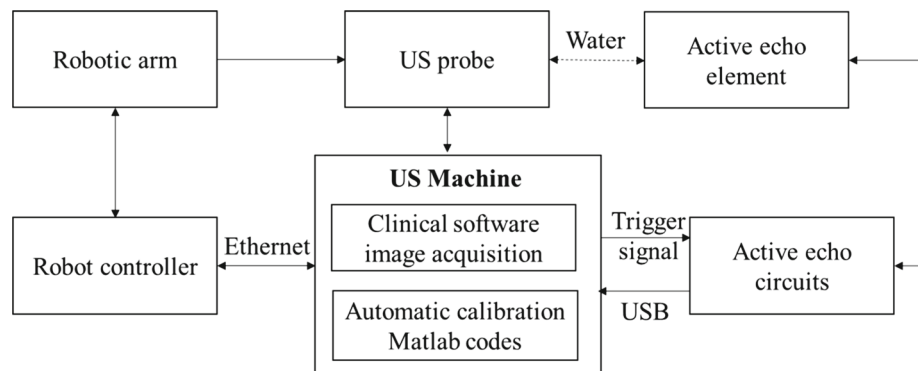 Robotic arm
US probe
Water
Active echo
element
US Machine
Clinical software
image acquisition
Automatic calibration
Matlab codes
Robot controller
Ethernet
Trigger
signal
USB
Active echo
circuits